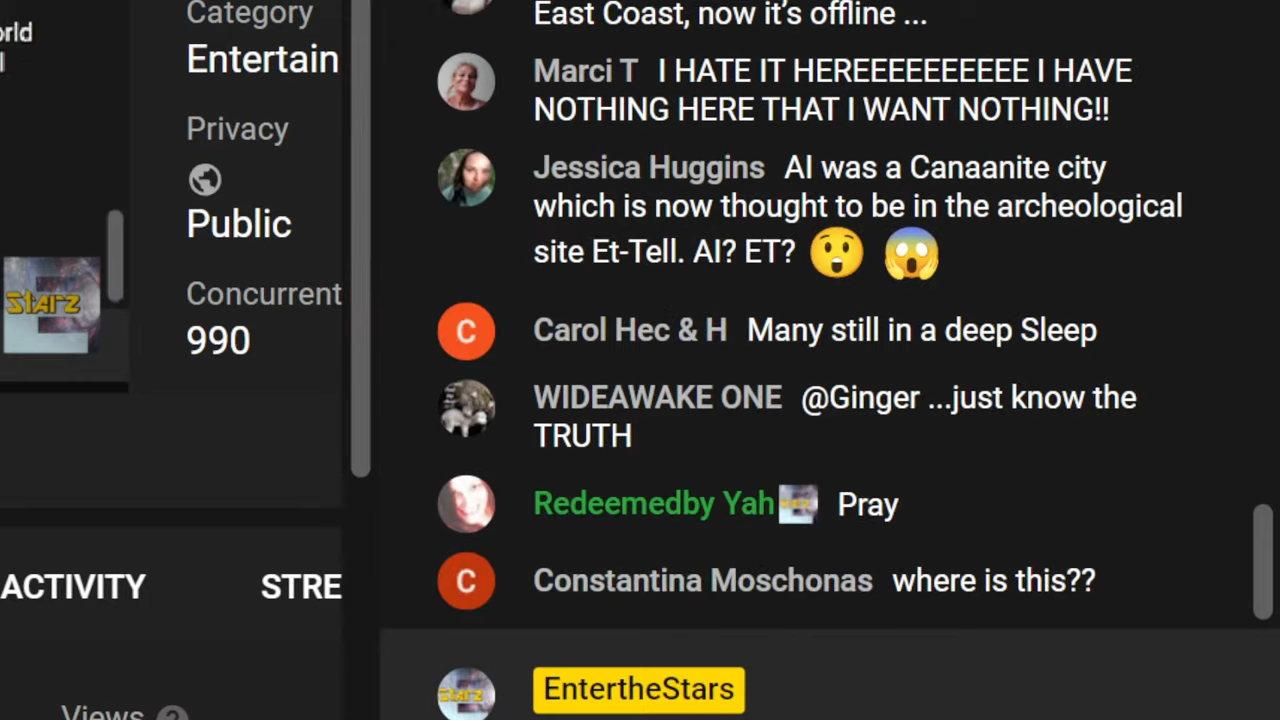 orld
Category
Entertain
Privacy
Public
Concurrent
990
Starz
ACTIVITY STRE
Views ?
East Coast, now it's offline ...
Marci T I HATE IT HEREEEEEEEEEE I HAVE
NOTHING HERE THAT I WANT NOTHING!!
Jessica Huggins AI was a Canaanite city
which is now thought to be in the archeological
site Et-Tell. AI? ET? 😲 😱
C Carol Hec & H Many still in a deep Sleep
WIDEAWAKE ONE @Ginger ...just know the
TRUTH
Redeemedby Yah Pray
C Constantina Moschonas where is this??
Starz EntertheStars